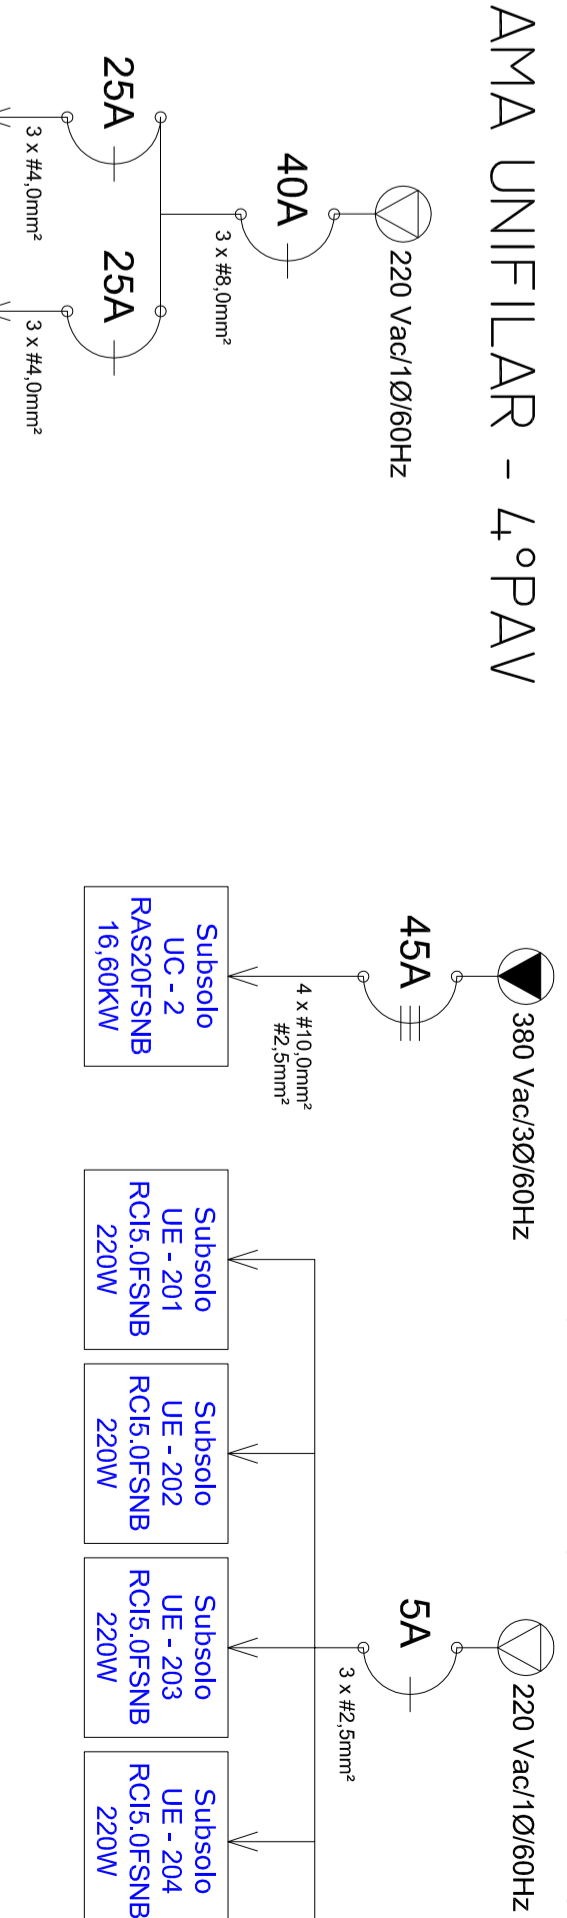 AMA UNIFILAR - 4°PAV
220 Vac/1Ø/60Hz
40A
3 x #8,0mm²
25A
3 x #4,0mm²
25A
3 x #4,0mm²
380 Vac/3Ø/60Hz
45A
4 x #10,0mm²
#2,5mm²
Subsolo
UC - 2
RAS20FSNB
16,60KW
220 Vac/1Ø/60Hz
5A
3 x #2,5mm²
Subsolo
UE - 201
RCI5.0FSNB
220W
Subsolo
UE - 202
RCI5.0FSNB
220W
Subsolo
UE - 203
RCI5.0FSNB
220W
Subsolo
UE - 204
RCI5.0FSNB
220W